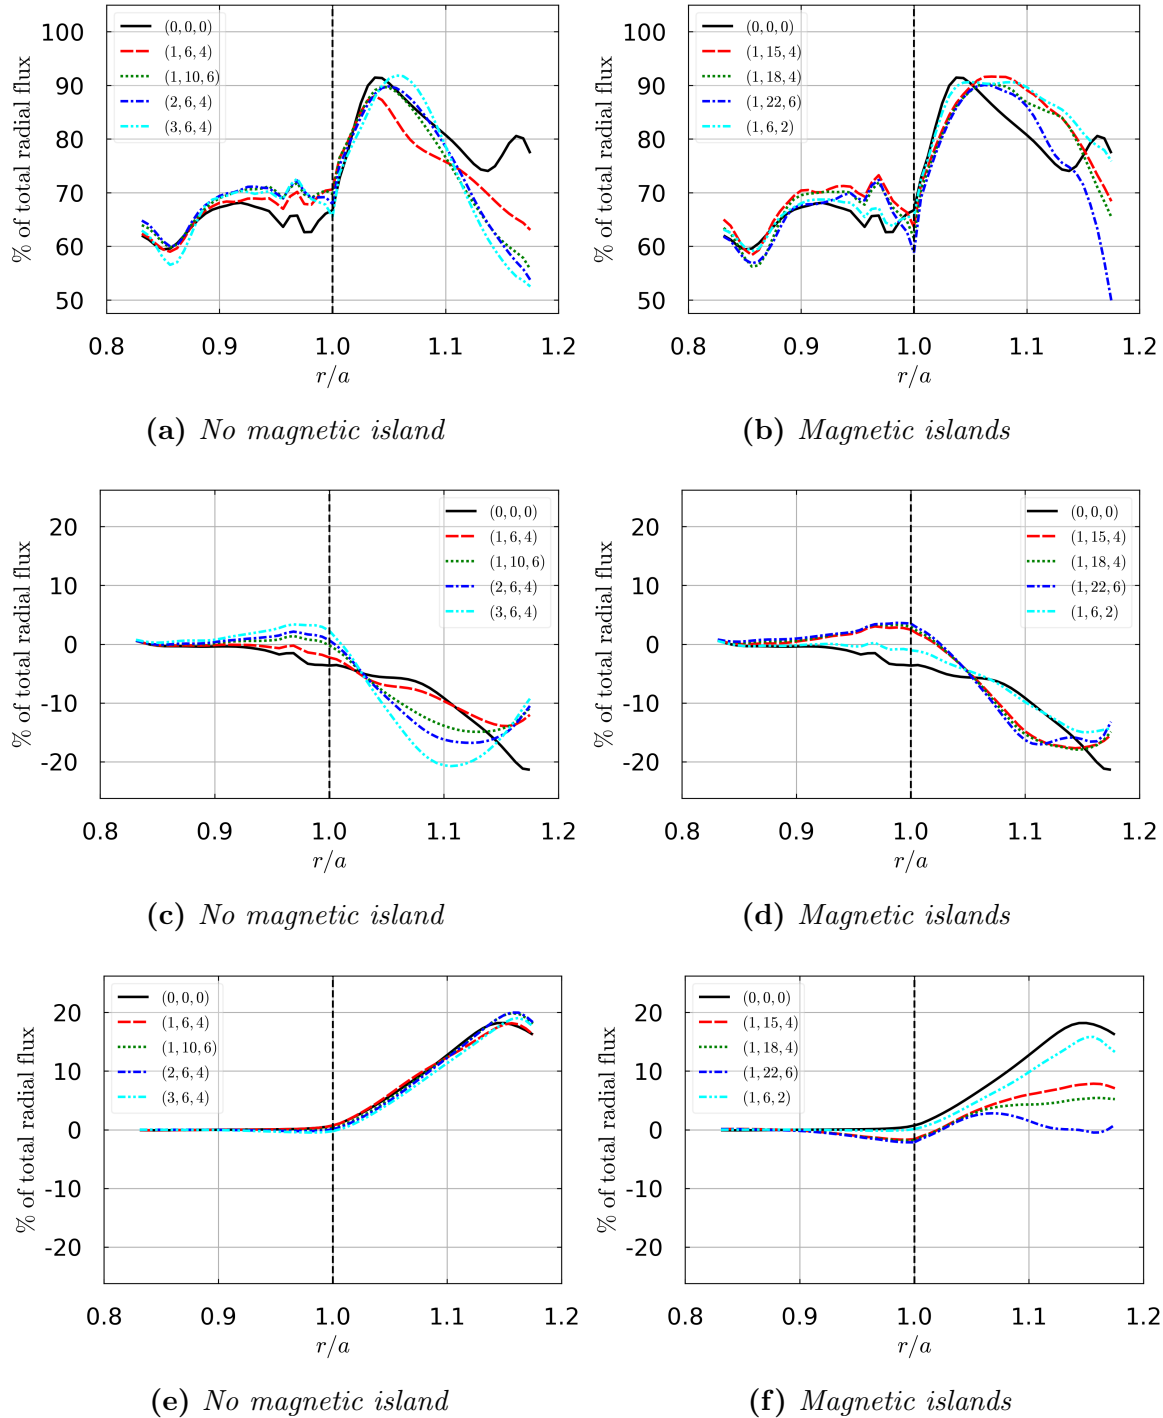 % of total radial flux
100
90
80
70
60
50
(0, 0, 0)
(1, 6, 4)
(1, 10, 6)
(2, 6, 4)
(3, 6, 4)
0.8 0.9 1.0 1.1 1.2
r/a
(a) No magnetic island
% of total radial flux
100
90
80
70
60
50
(0, 0, 0)
(1, 15, 4)
(1, 18, 4)
(1, 22, 6)
(1, 6, 2)
0.8 0.9 1.0 1.1 1.2
r/a
(b) Magnetic islands
% of total radial flux
20
10
0
-10
-20
(0, 0, 0)
(1, 6, 4)
(1, 10, 6)
(2, 6, 4)
(3, 6, 4)
0.8 0.9 1.0 1.1 1.2
r/a
(c) No magnetic island
% of total radial flux
20
10
0
-10
-20
(0, 0, 0)
(1, 15, 4)
(1, 18, 4)
(1, 22, 6)
(1, 6, 2)
0.8 0.9 1.0 1.1 1.2
r/a
(d) Magnetic islands
% of total radial flux
20
10
0
-10
-20
(0, 0, 0)
(1, 6, 4)
(1, 10, 6)
(2, 6, 4)
(3, 6, 4)
0.8 0.9 1.0 1.1 1.2
r/a
(e) No magnetic island
% of total radial flux
20
10
0
-10
-20
(0, 0, 0)
(1, 15, 4)
(1, 18, 4)
(1, 22, 6)
(1, 6, 2)
0.8 0.9 1.0 1.1 1.2
r/a
(f) Magnetic islands